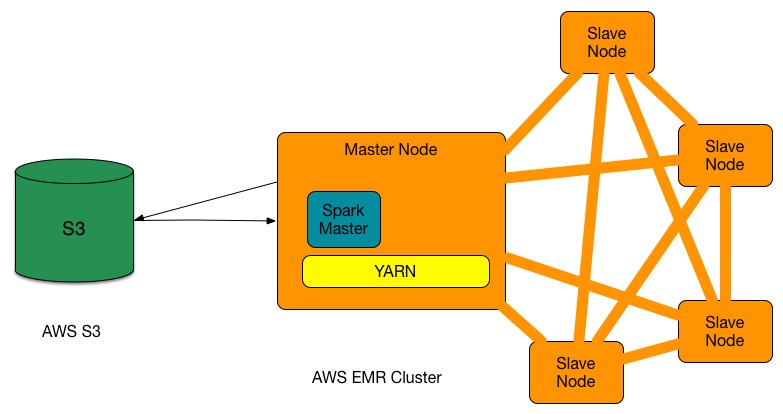 Slave
Node
Master Node
Slave
Node
Spark
Master
S3
YARN
AWS S3
Slave
Node
Slave
Node
AWS EMR Cluster